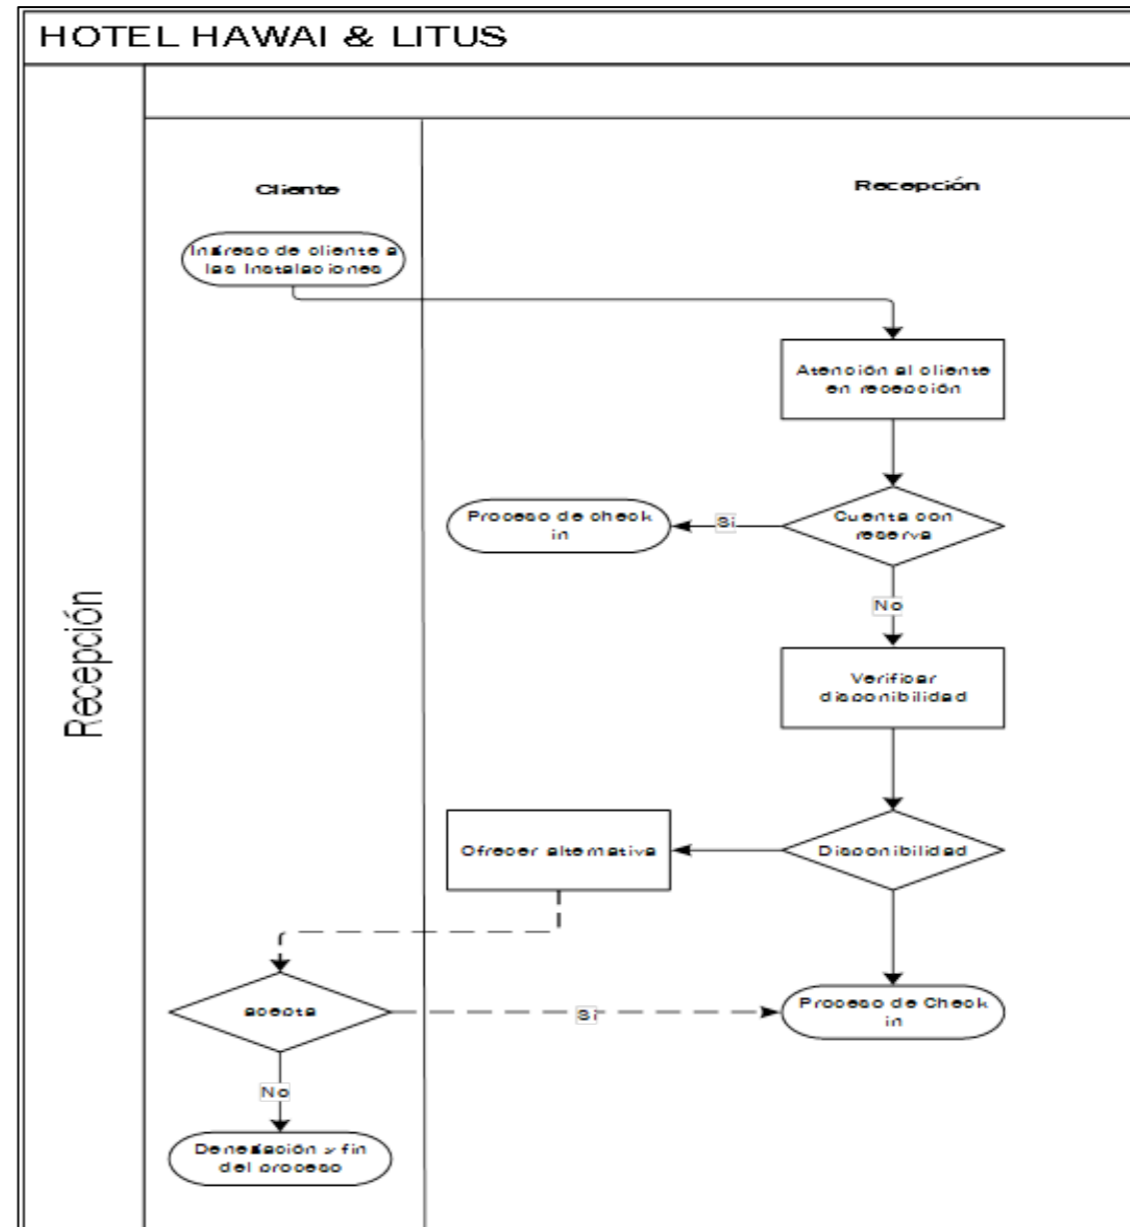 HOTEL HAWAI & LITUS
Recepción
Cliente
Recepción
Ingreso de cliente a
las Instalaciones
Atención al cliente
en recepción
Proceso de check
in
Si
Cuenta con
reserva
No
Verificar
disponibilidad
Ofrecer alternativa
Disponibilidad
acepta
Si
Proceso de Check
in
No
Denegación y fin
del proceso